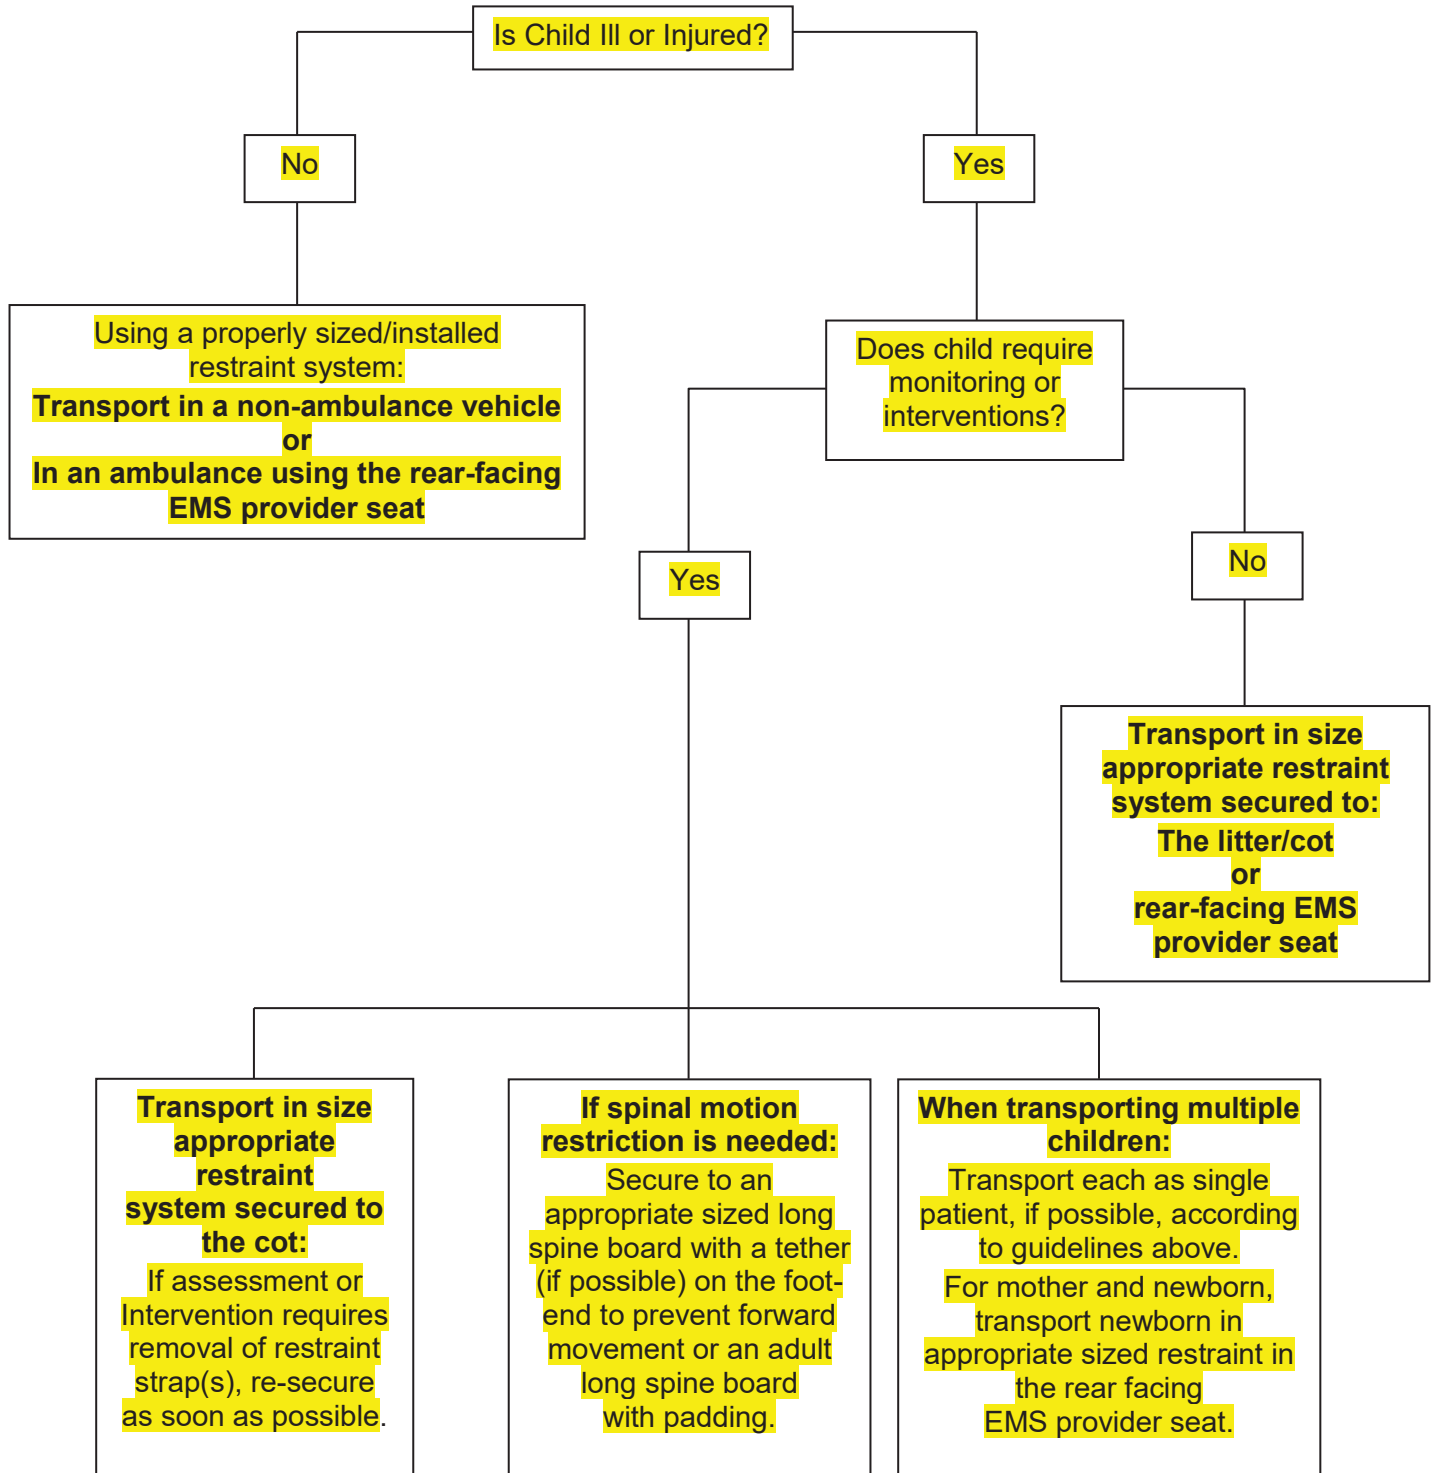 Is Child Ill or Injured?
No
Yes
Using a properly sized/installed
restraint system:
Transport in a non-ambulance vehicle
or
In an ambulance using the rear-facing
EMS provider seat
Does child require
monitoring or
interventions?
Yes
No
Transport in size
appropriate restraint
system secured to:
The litter/cot
or
rear-facing EMS
provider seat
Transport in size
appropriate
restraint
system secured to
the cot:
If assessment or
Intervention requires
removal of restraint
strap(s), re-secure
as soon as possible.
If spinal motion
restriction is needed:
Secure to an
appropriate sized long
spine board with a tether
(if possible) on the foot-
end to prevent forward
movement or an adult
long spine board
with padding.
When transporting multiple
children:
Transport each as single
patient, if possible, according
to guidelines above.
For mother and newborn,
transport newborn in
appropriate sized restraint in
the rear facing
EMS provider seat.